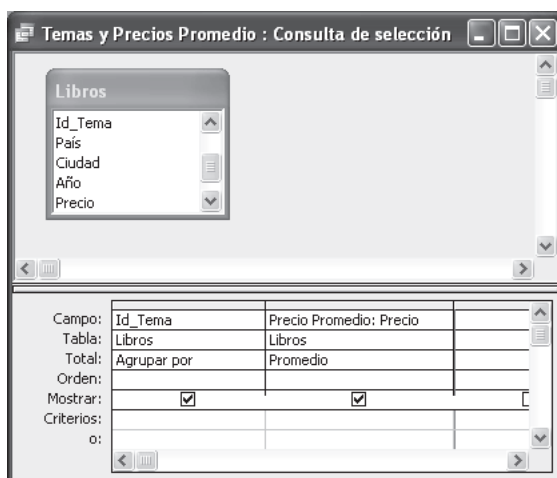 Temas y Precios Promedio : Consulta de selección
Libros
Id_Tema
País
Ciudad
Año
Precio
Campo: Id_Tema Precio Promedio: Precio
Tabla: Libros Libros
Total: Agrupar por Promedio
Orden:
Mostrar:
Criterios:
o: